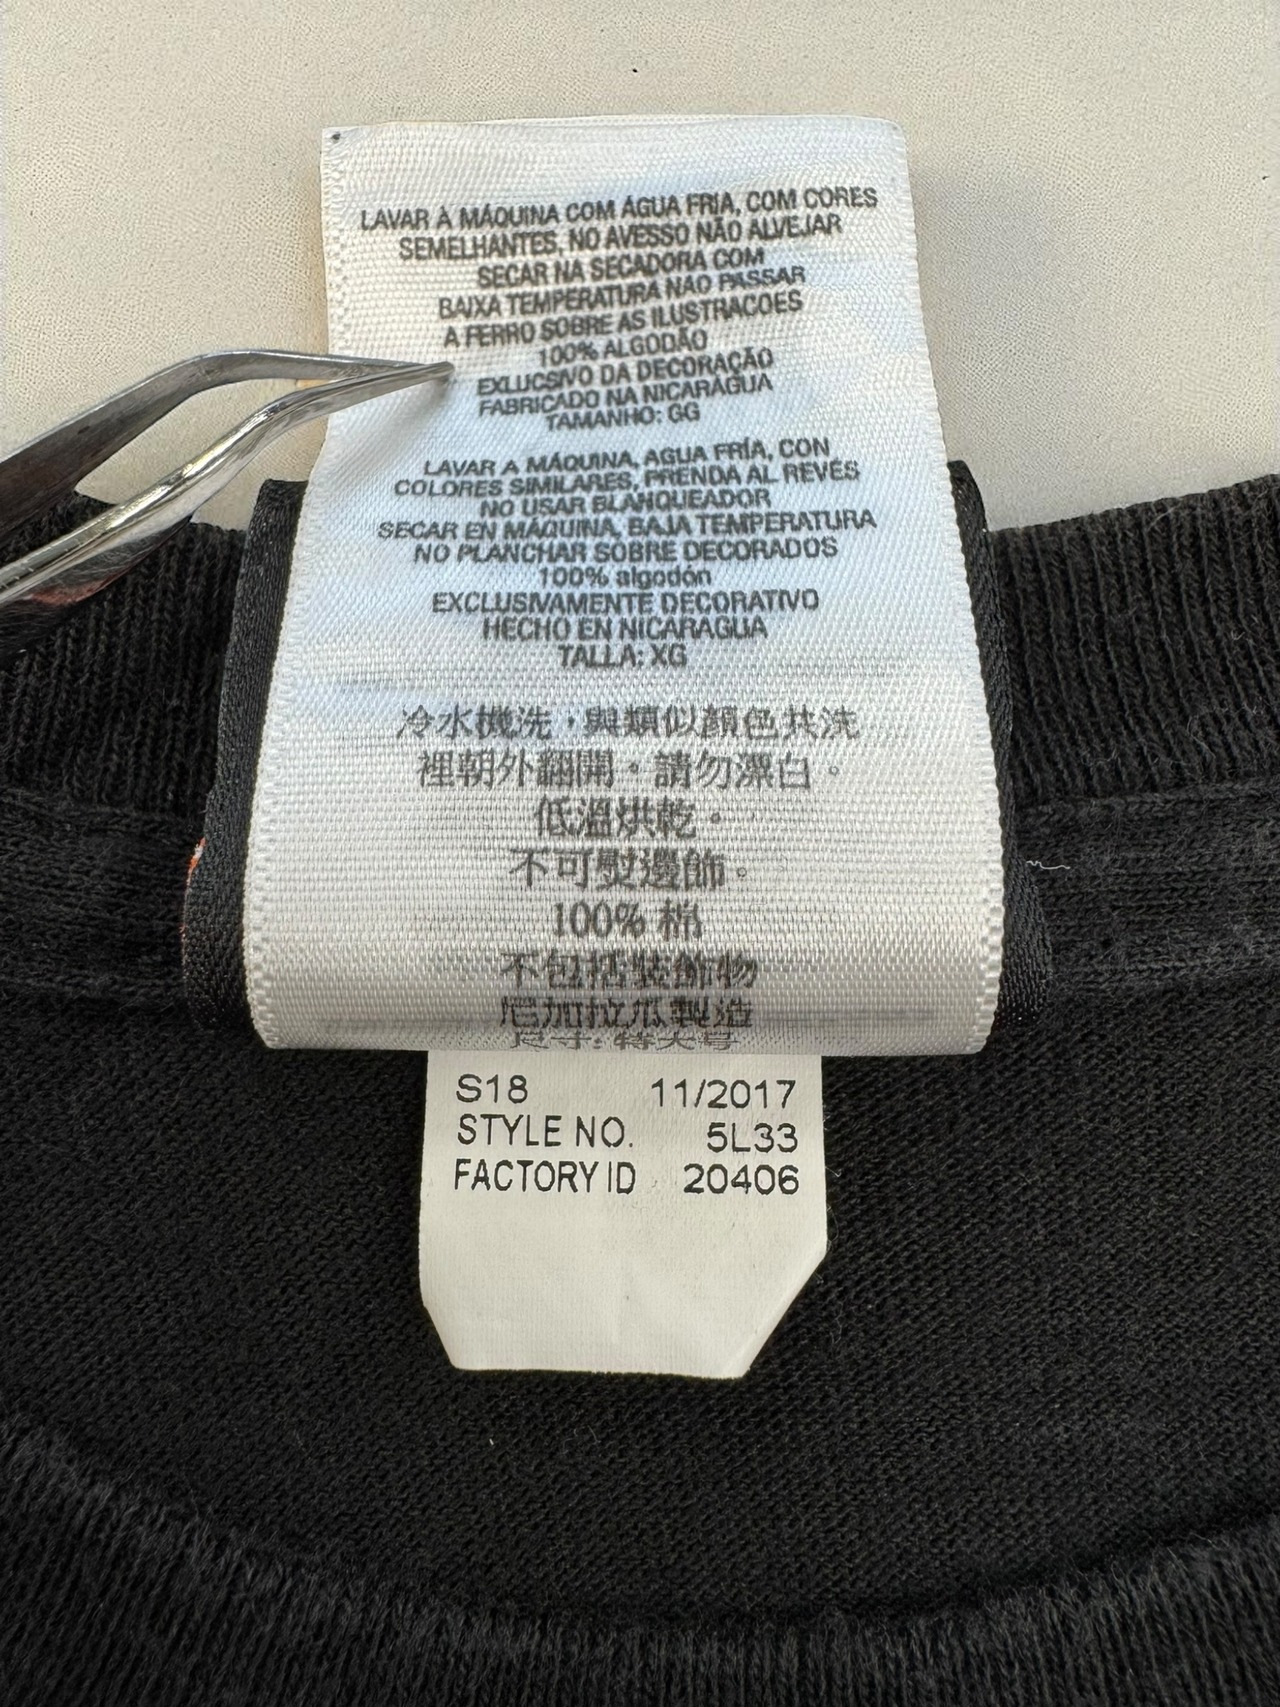 LAVAR À MÁQUINA COM ÁGUA FRIA, COM CORES
SEMELHANTES, NO AVESSO NÃO ALVEJAR
SECAR NA SECADORA COM
BAIXA TEMPERATURA NÃO PASSAR
A FERRO SOBRE AS ILUSTRACOES
100% ALGODÃO
EXLUCSIVO DA DECORAÇÃO
FABRICADO NA NICARÁGUA
TAMANHO: GG
LAVAR A MÁQUINA, AGUA FRÍA, CON
COLORES SIMILARES, PRENDA AL REVÉS
NO USAR BLANQUEADOR
SECAR EN MÁQUINA, BAJA TEMPERATURA
NO PLANCHAR SOBRE DECORADOS
100% algodón
EXCLUSIVAMENTE DECORATIVO
HECHO EN NICARAGUA
TALLA: XG
冷水機洗，與類似顏色共洗
裡朝外翻開。請勿漂白。
低溫烘乾。
不可熨邊飾。
100% 棉
不包括裝飾物
尼加拉瓜製造
尺寸: 特大号
S18 11/2017
STYLE NO. 5L33
FACTORY ID 20406